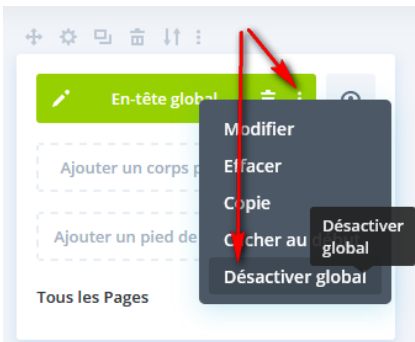 En-tête global
Modifier
Ajouter un corps
Effacer
Copie
Ajouter un pied de
au
Désactiver
global
Désactiver global
Tous les Pages